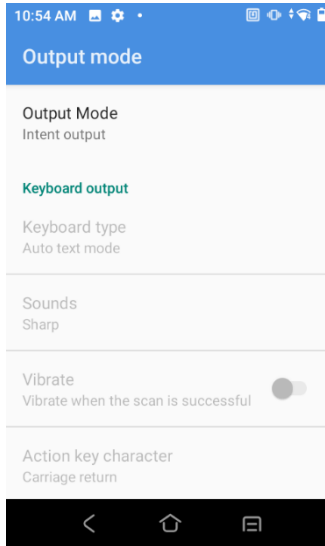 10:54 AM
Output mode
Output Mode
Intent output
Keyboard output
Keyboard type
Auto text mode
Sounds
Sharp
Vibrate
Vibrate when the scan is successful
Action key character
Carriage return